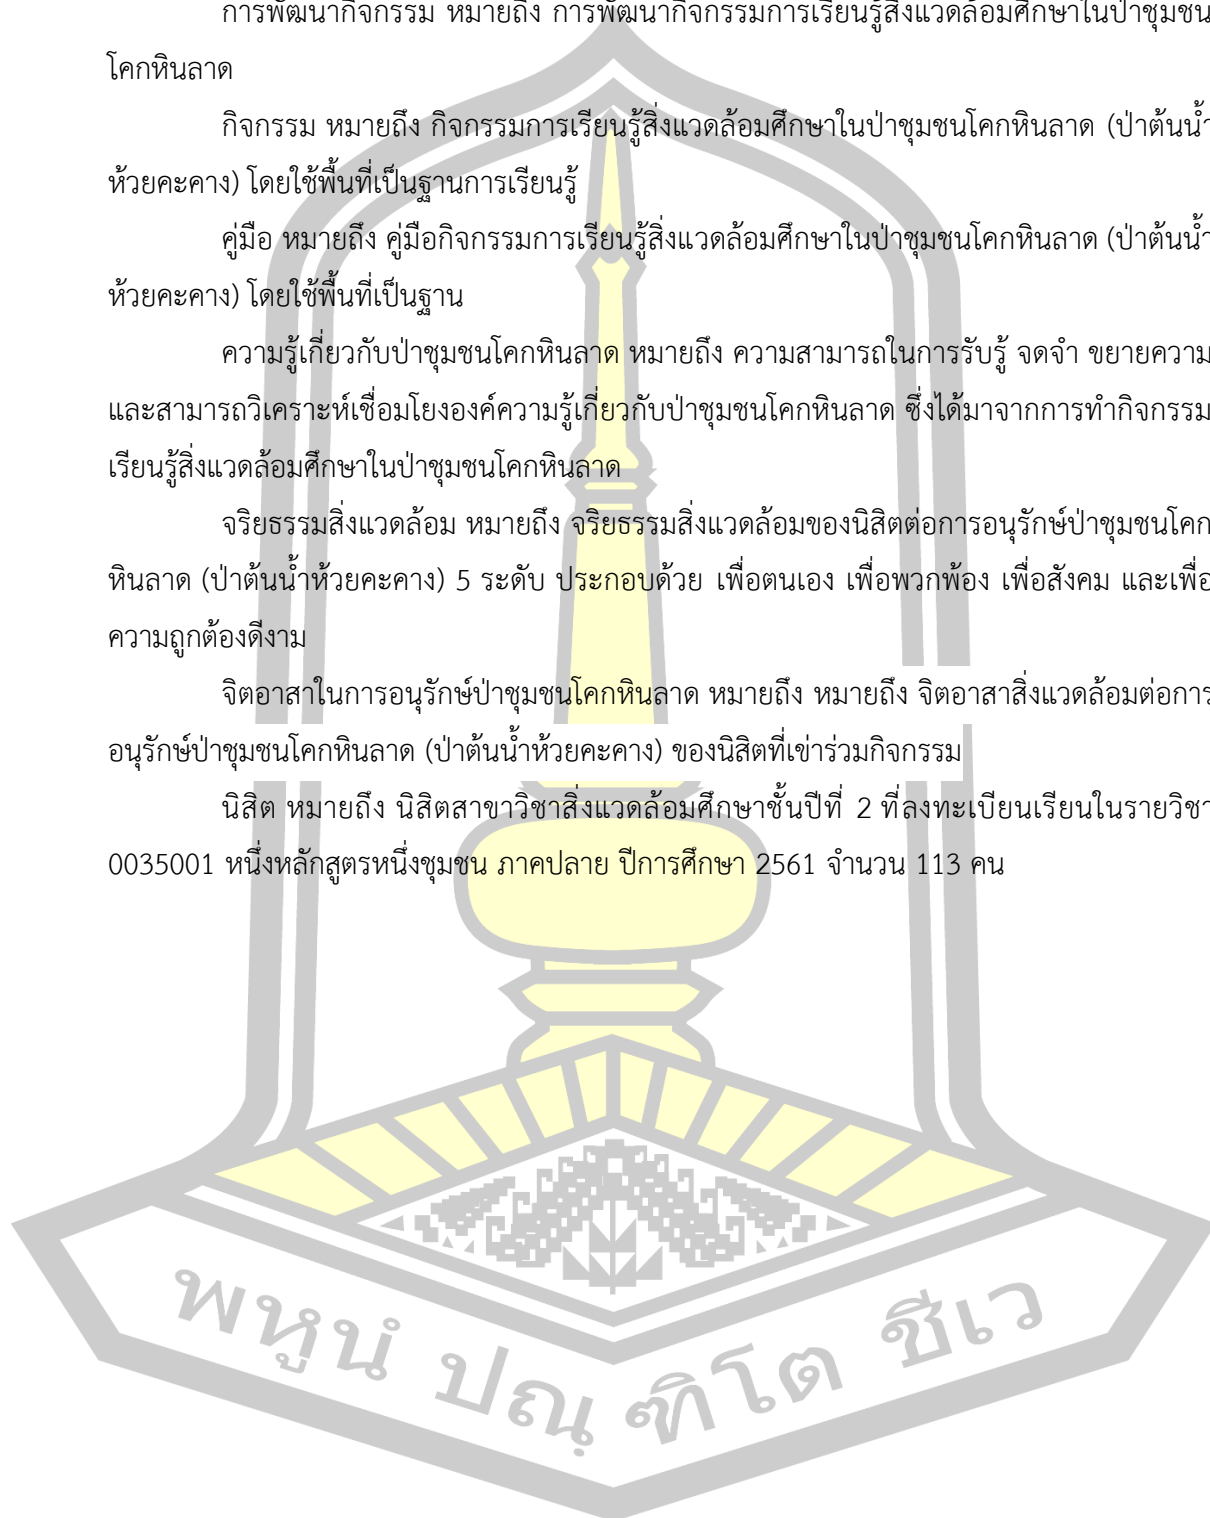 การพัฒนากิจกรรม หมายถึง การพัฒนากิจกรรมการเรียนรู้สิ่งแวดล้อมศึกษาในป่าชุมชน
โคกหินลาด
กิจกรรม หมายถึง กิจกรรมการเรียนรู้สิ่งแวดล้อมศึกษาในป่าชุมชนโคกหินลาด (ป่าต้นน้ำ
ห้วยคะคาง) โดยใช้พื้นที่เป็นฐานการเรียนรู้
คู่มือ หมายถึง คู่มือกิจกรรมการเรียนรู้สิ่งแวดล้อมศึกษาในป่าชุมชนโคกหินลาด (ป่าต้นน้ำ
ห้วยคะคาง) โดยใช้พื้นที่เป็นฐาน
ความรู้เกี่ยวกับป่าชุมชนโคกหินลาด หมายถึง ความสามารถในการรับรู้ จดจำ ขยายความ
และสามารถวิเคราะห์เชื่อมโยงองค์ความรู้เกี่ยวกับป่าชุมชนโคกหินลาด ซึ่งได้มาจากการทำกิจกรรม
เรียนรู้สิ่งแวดล้อมศึกษาในป่าชุมชนโคกหินลาด
จริยธรรมสิ่งแวดล้อม หมายถึง จริยธรรมสิ่งแวดล้อมของนิสิตต่อการอนุรักษ์ป่าชุมชนโคก
หินลาด (ป่าต้นน้ำห้วยคะคาง) 5 ระดับ ประกอบด้วย เพื่อตนเอง เพื่อพวกพ้อง เพื่อสังคม และเพื่อ
ความถูกต้องดีงาม
จิตอาสาในการอนุรักษ์ป่าชุมชนโคกหินลาด หมายถึง หมายถึง จิตอาสาสิ่งแวดล้อมต่อการ
อนุรักษ์ป่าชุมชนโคกหินลาด (ป่าต้นน้ำห้วยคะคาง) ของนิสิตที่เข้าร่วมกิจกรรม
นิสิต หมายถึง นิสิตสาขาวิชาสิ่งแวดล้อมศึกษาชั้นปีที่ 2 ที่ลงทะเบียนเรียนในรายวิชา
0035001 หนึ่งหลักสูตรหนึ่งชุมชน ภาคปลาย ปีการศึกษา 2561 จำนวน 113 คน
พหูนํ ปณฺฑิโต ชีเว